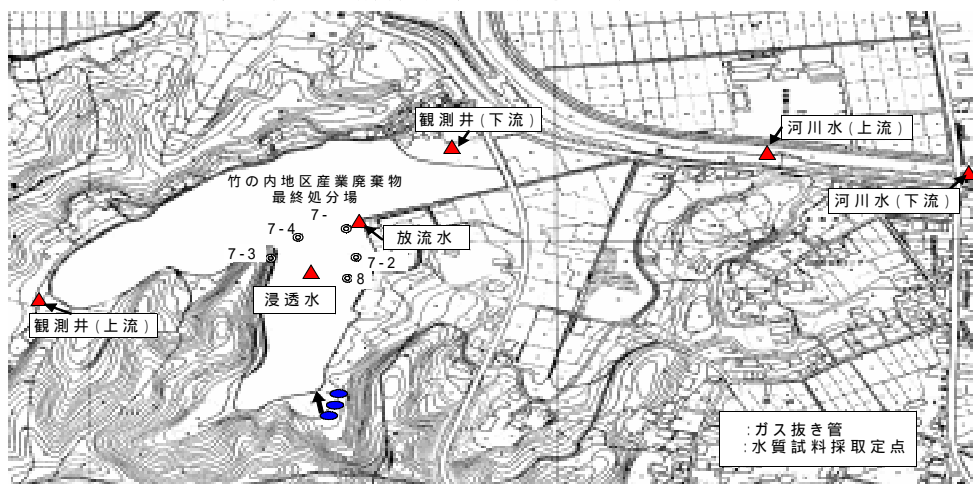 観測井(下流)
河川水(上流)
竹の内地区産業廃棄物
最終処分場
河川水(下流)
7-
7-4
放流水
7-3
7-2
8
浸透水
観測井(上流)
:ガス抜き管
:水質試料採取定点